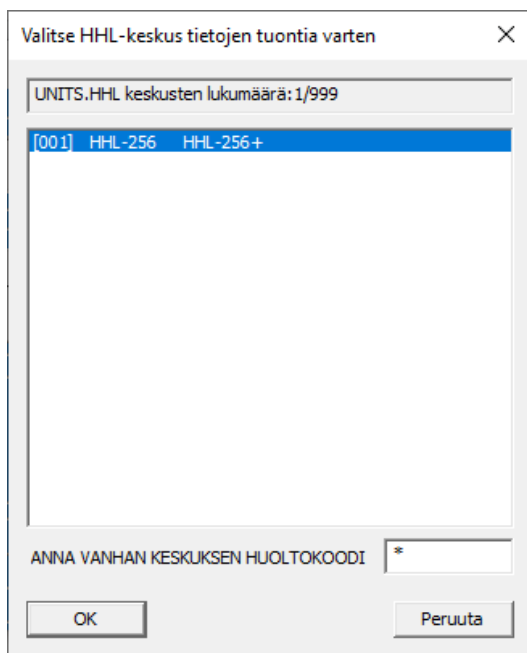 Valitse HHL-keskus tietojen tuontia varten
UNITS.HHL keskusten lukumäärä:1/999
[001] HHL-256 HHL-256+
ANNA VANHAN KESKUKSEN HUOLTOKOODI *
OK Peruuta